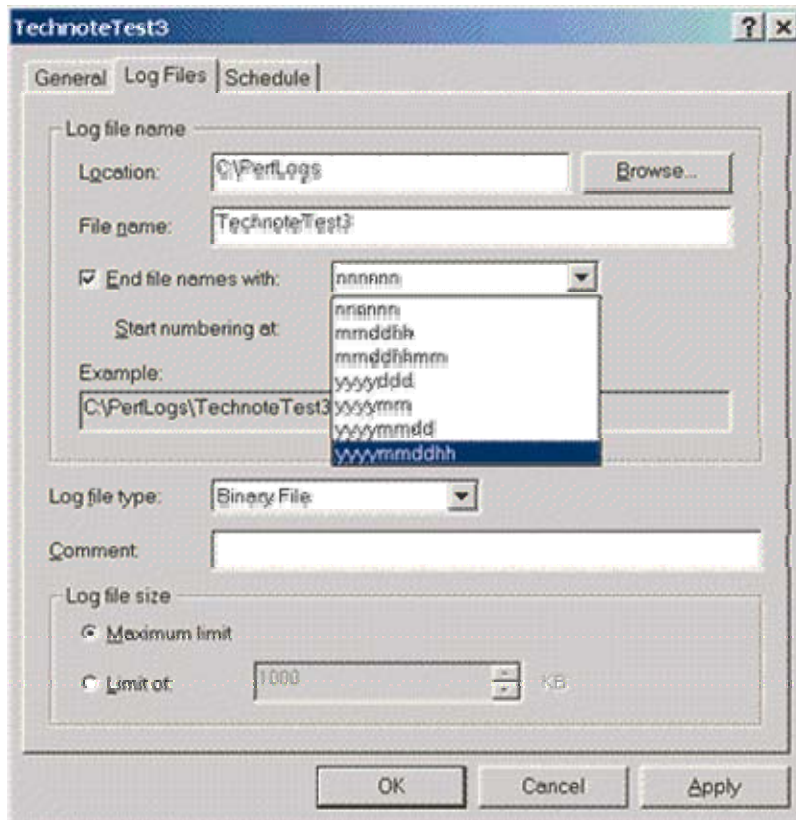 TechnoteTest3
General Log Files Schedule
Log file name
Location: C:\PerfLogs Browse...
File name: TechnoteTest3
End file names with: nnnnnn
nnnnnn
Start numbering at: mmddhh
mmddhhmm
Example: yyyyddd
C:\PerfLogs\TechnoteTest3 yyyymm
yyyymmdd
yyyymmddhh
Log file type: Binary File
Comment:
Log file size
Maximum limit
Limit of: 1000 KB
OK Cancel Apply